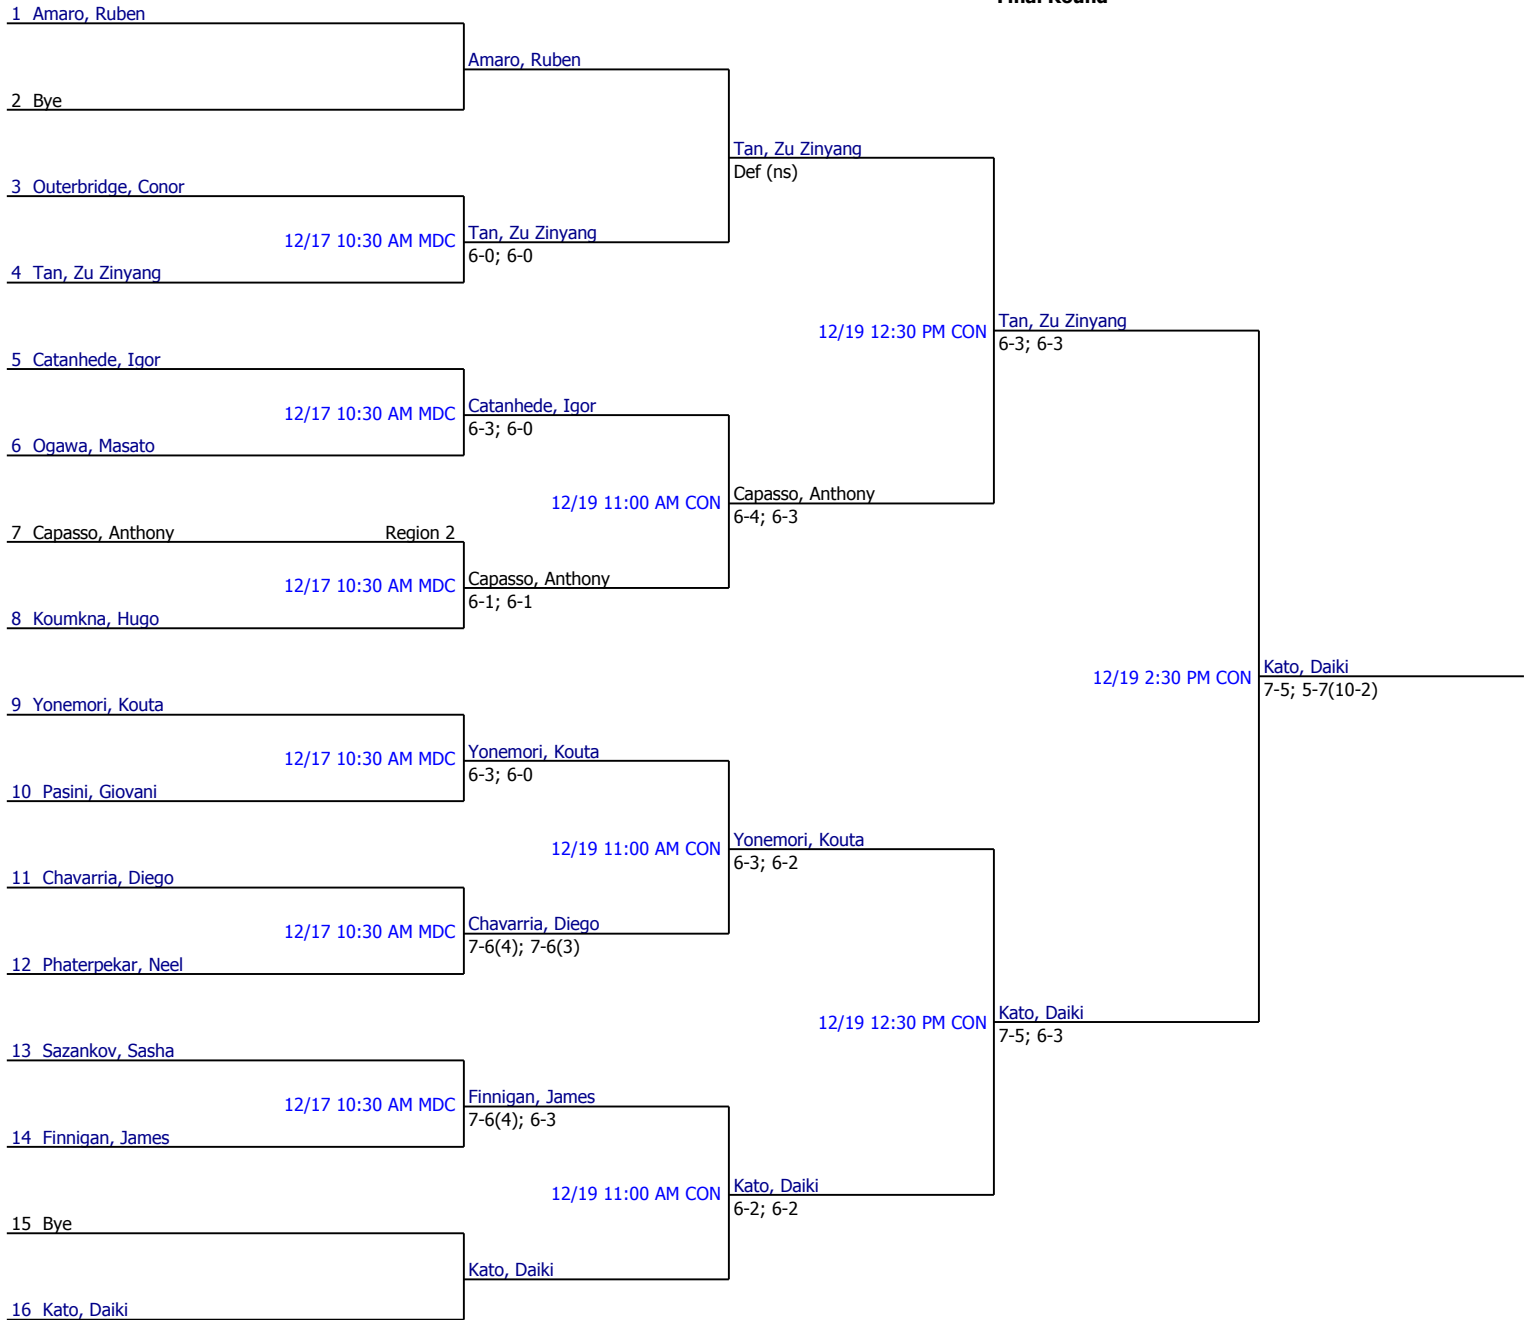 Final Round
1 Amaro, Ruben
Amaro, Ruben
2 Bye
Tan, Zu Zinyang
Def (ns)
3 Outerbridge, Conor
12/17 10:30 AM MDC
Tan, Zu Zinyang
6-0; 6-0
4 Tan, Zu Zinyang
12/19 12:30 PM CON
Tan, Zu Zinyang
6-3; 6-3
5 Catanhede, Igor
12/17 10:30 AM MDC
Catanhede, Igor
6-3; 6-0
6 Ogawa, Masato
12/19 11:00 AM CON
Capasso, Anthony
6-4; 6-3
7 Capasso, Anthony Region 2
12/17 10:30 AM MDC
Capasso, Anthony
6-1; 6-1
8 Koumkna, Hugo
12/19 2:30 PM CON
Kato, Daiki
7-5; 5-7(10-2)
9 Yonemori, Kouta
12/17 10:30 AM MDC
Yonemori, Kouta
6-3; 6-0
10 Pasini, Giovani
12/19 11:00 AM CON
Yonemori, Kouta
6-3; 6-2
11 Chavarria, Diego
12/17 10:30 AM MDC
Chavarria, Diego
7-6(4); 7-6(3)
12 Phaterpekar, Neel
12/19 12:30 PM CON
Kato, Daiki
7-5; 6-3
13 Sazankov, Sasha
12/17 10:30 AM MDC
Finnigan, James
7-6(4); 6-3
14 Finnigan, James
12/19 11:00 AM CON
Kato, Daiki
6-2; 6-2
15 Bye
Kato, Daiki
16 Kato, Daiki